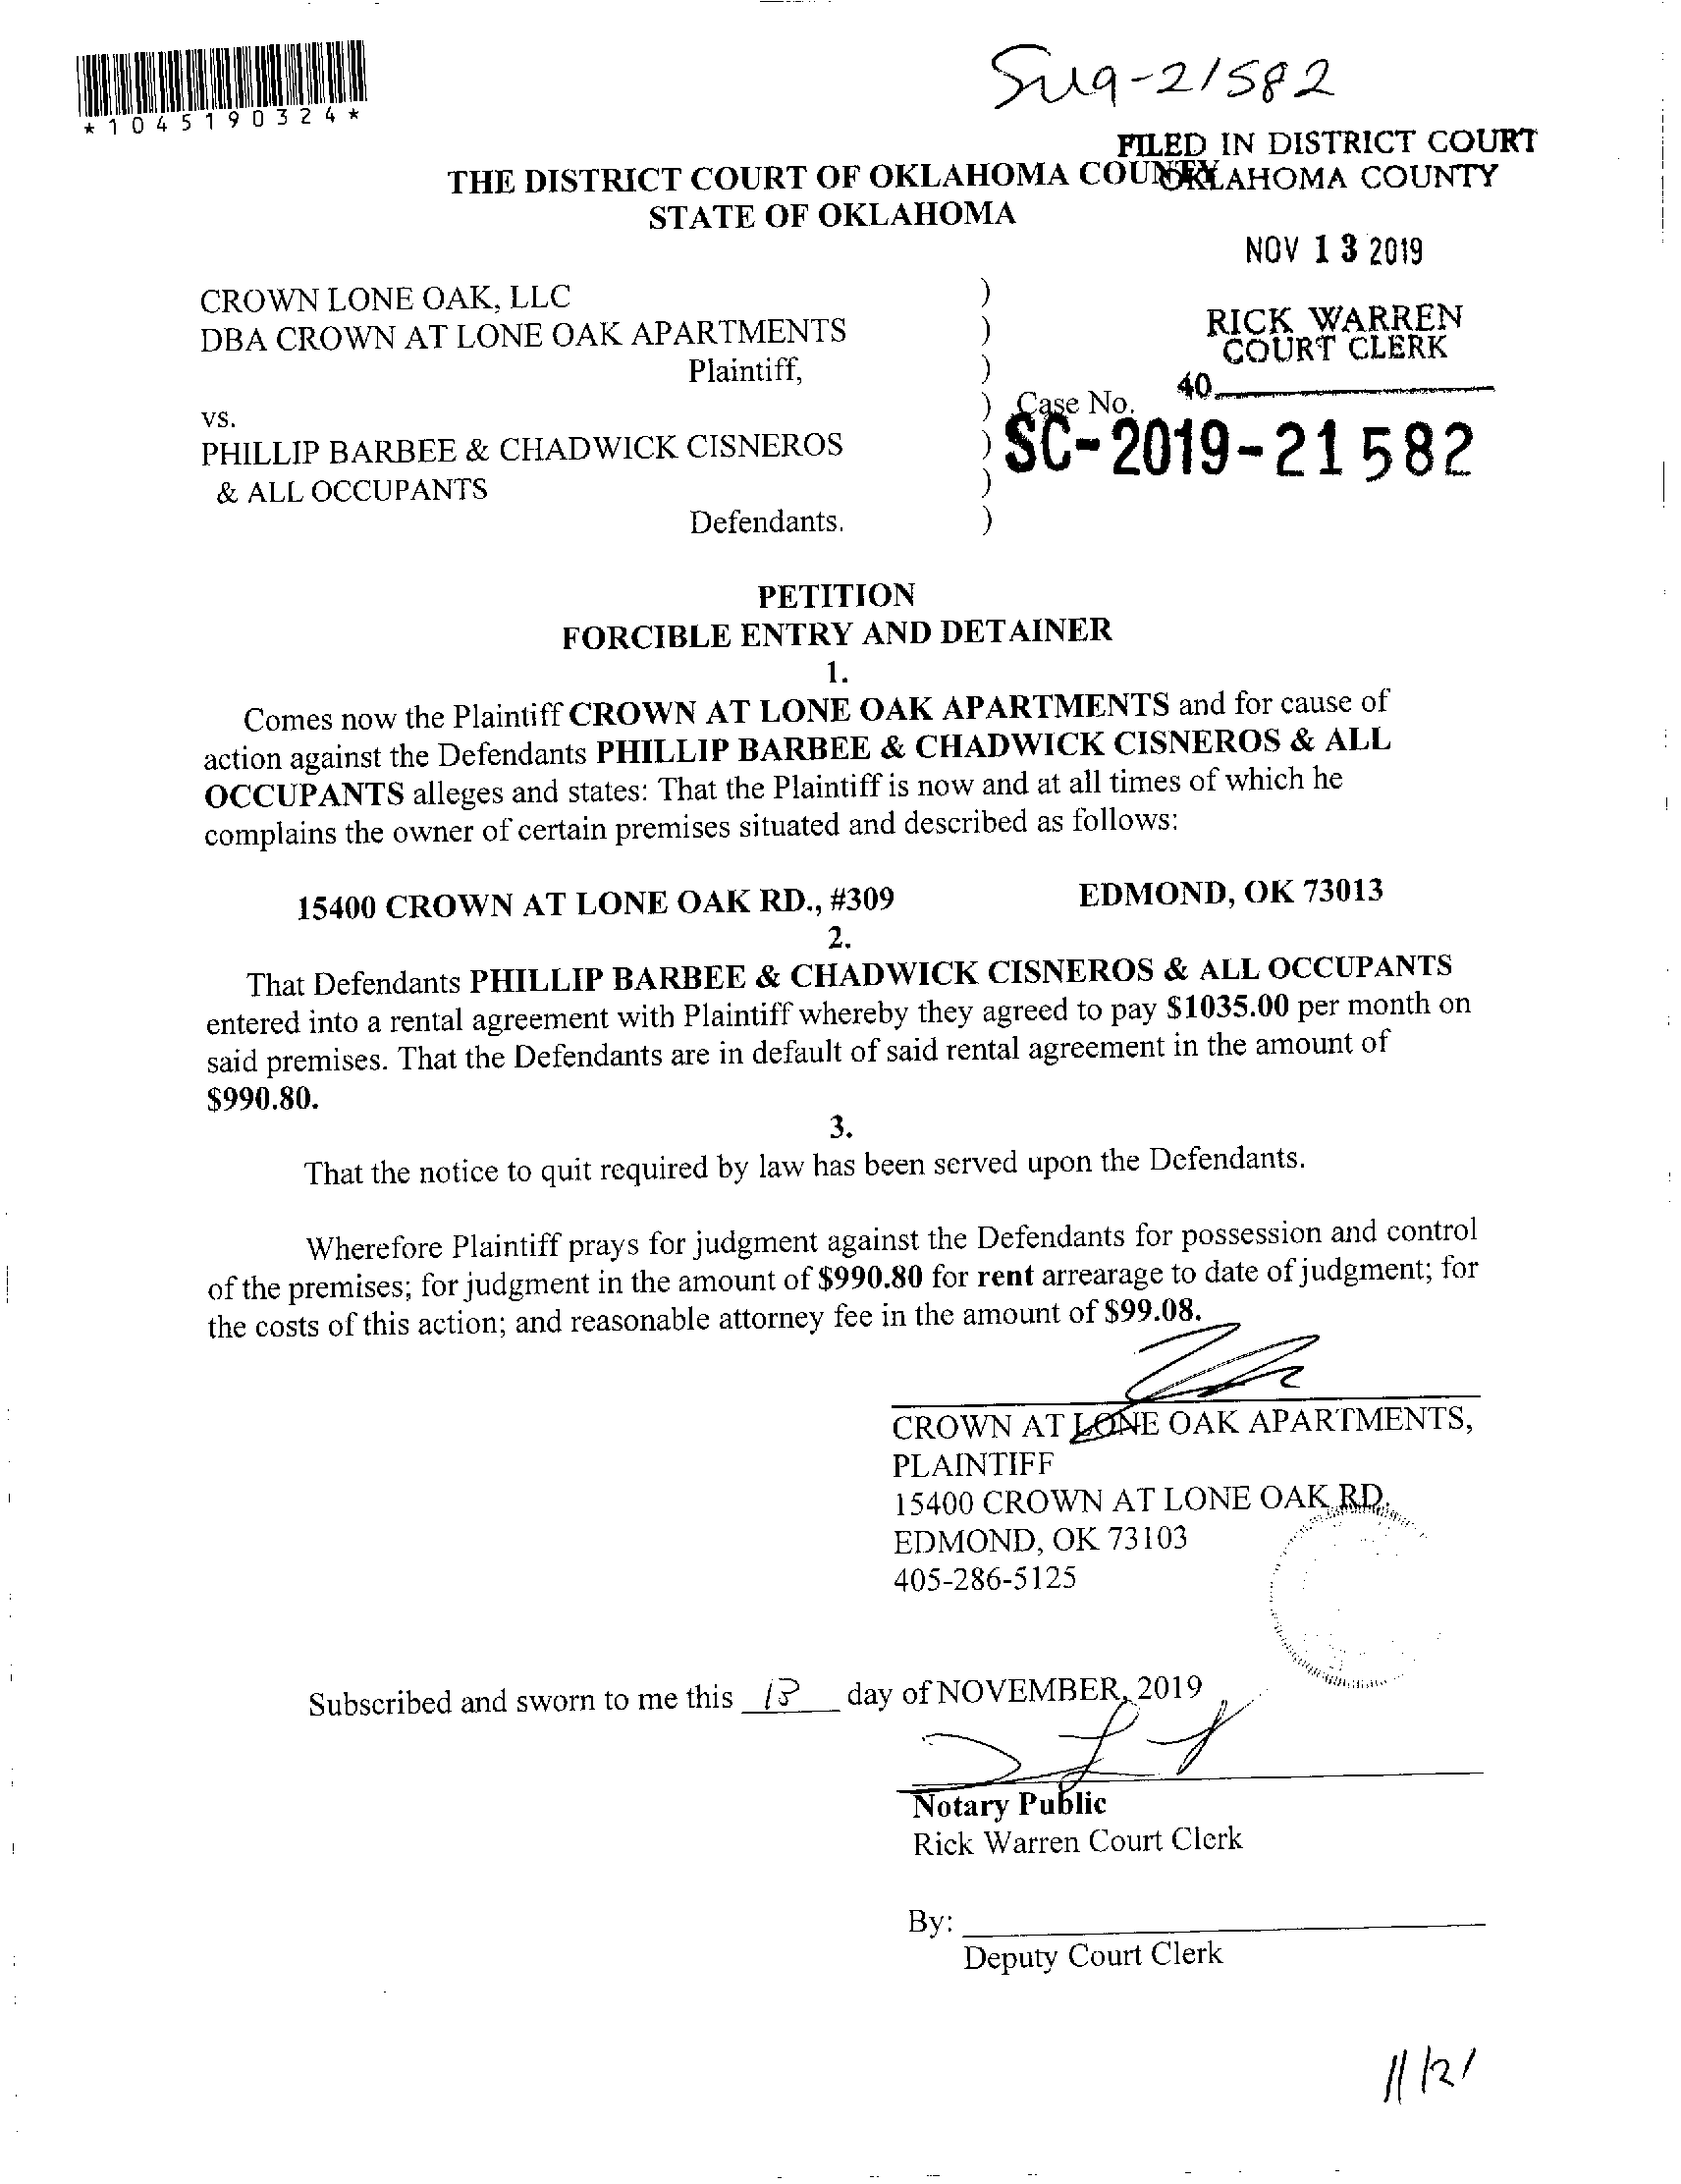 Su19-21582
*1045190324*
FILED IN DISTRICT COURT
OKLAHOMA COUNTY
THE DISTRICT COURT OF OKLAHOMA COUNTY
STATE OF OKLAHOMA
NOV 13 2019
CROWN LONE OAK, LLC )
DBA CROWN AT LONE OAK APARTMENTS )
RICK WARREN
COURT CLERK
Plaintiff, )
40
vs. ) Case No.
PHILLIP BARBEE & CHADWICK CISNEROS ) SC-2019-21582
& ALL OCCUPANTS )
Defendants. )
PETITION
FORCIBLE ENTRY AND DETAINER
1.
Comes now the Plaintiff CROWN AT LONE OAK APARTMENTS and for cause of
action against the Defendants PHILLIP BARBEE & CHADWICK CISNEROS & ALL
OCCUPANTS alleges and states: That the Plaintiff is now and at all times of which he
complains the owner of certain premises situated and described as follows:
15400 CROWN AT LONE OAK RD., #309 EDMOND, OK 73013
2.
That Defendants PHILLIP BARBEE & CHADWICK CISNEROS & ALL OCCUPANTS
entered into a rental agreement with Plaintiff whereby they agreed to pay $1035.00 per month on
said premises. That the Defendants are in default of said rental agreement in the amount of
$990.80.
3.
That the notice to quit required by law has been served upon the Defendants.
Wherefore Plaintiff prays for judgment against the Defendants for possession and control
of the premises; for judgment in the amount of $990.80 for rent arrearage to date of judgment; for
the costs of this action; and reasonable attorney fee in the amount of $99.08.
CROWN AT LONE OAK APARTMENTS,
PLAINTIFF
15400 CROWN AT LONE OAK RD.
EDMOND, OK 73103
405-286-5125
Subscribed and sworn to me this 13 day of NOVEMBER, 2019
Notary Public
Rick Warren Court Clerk
By:
Deputy Court Clerk
11/21